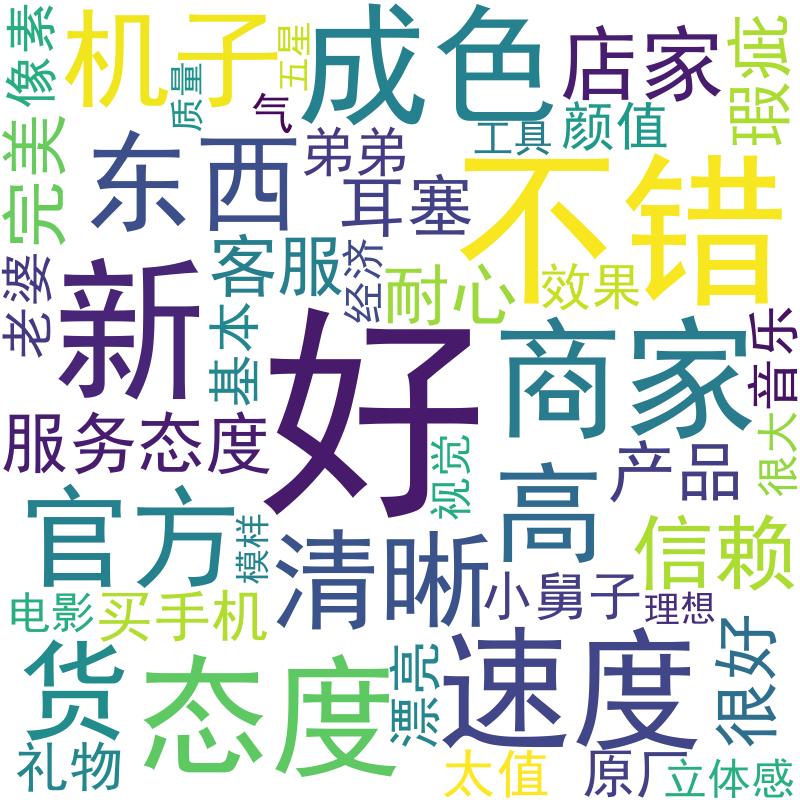 像素
机子
质量
五星
气
成色
店家
瑕疵
完美
东西
弟弟
工具
颜值
耳塞
不错
老婆
新
客服
经济
耐心
效果
基本
好
商家
音乐
服务态度
视觉
高
产品
很大
官方
模样
清晰
信赖
电影
买手机
小舅子
理想
货
态度
漂亮
速度
很好
礼物
太值
原厂
立体感